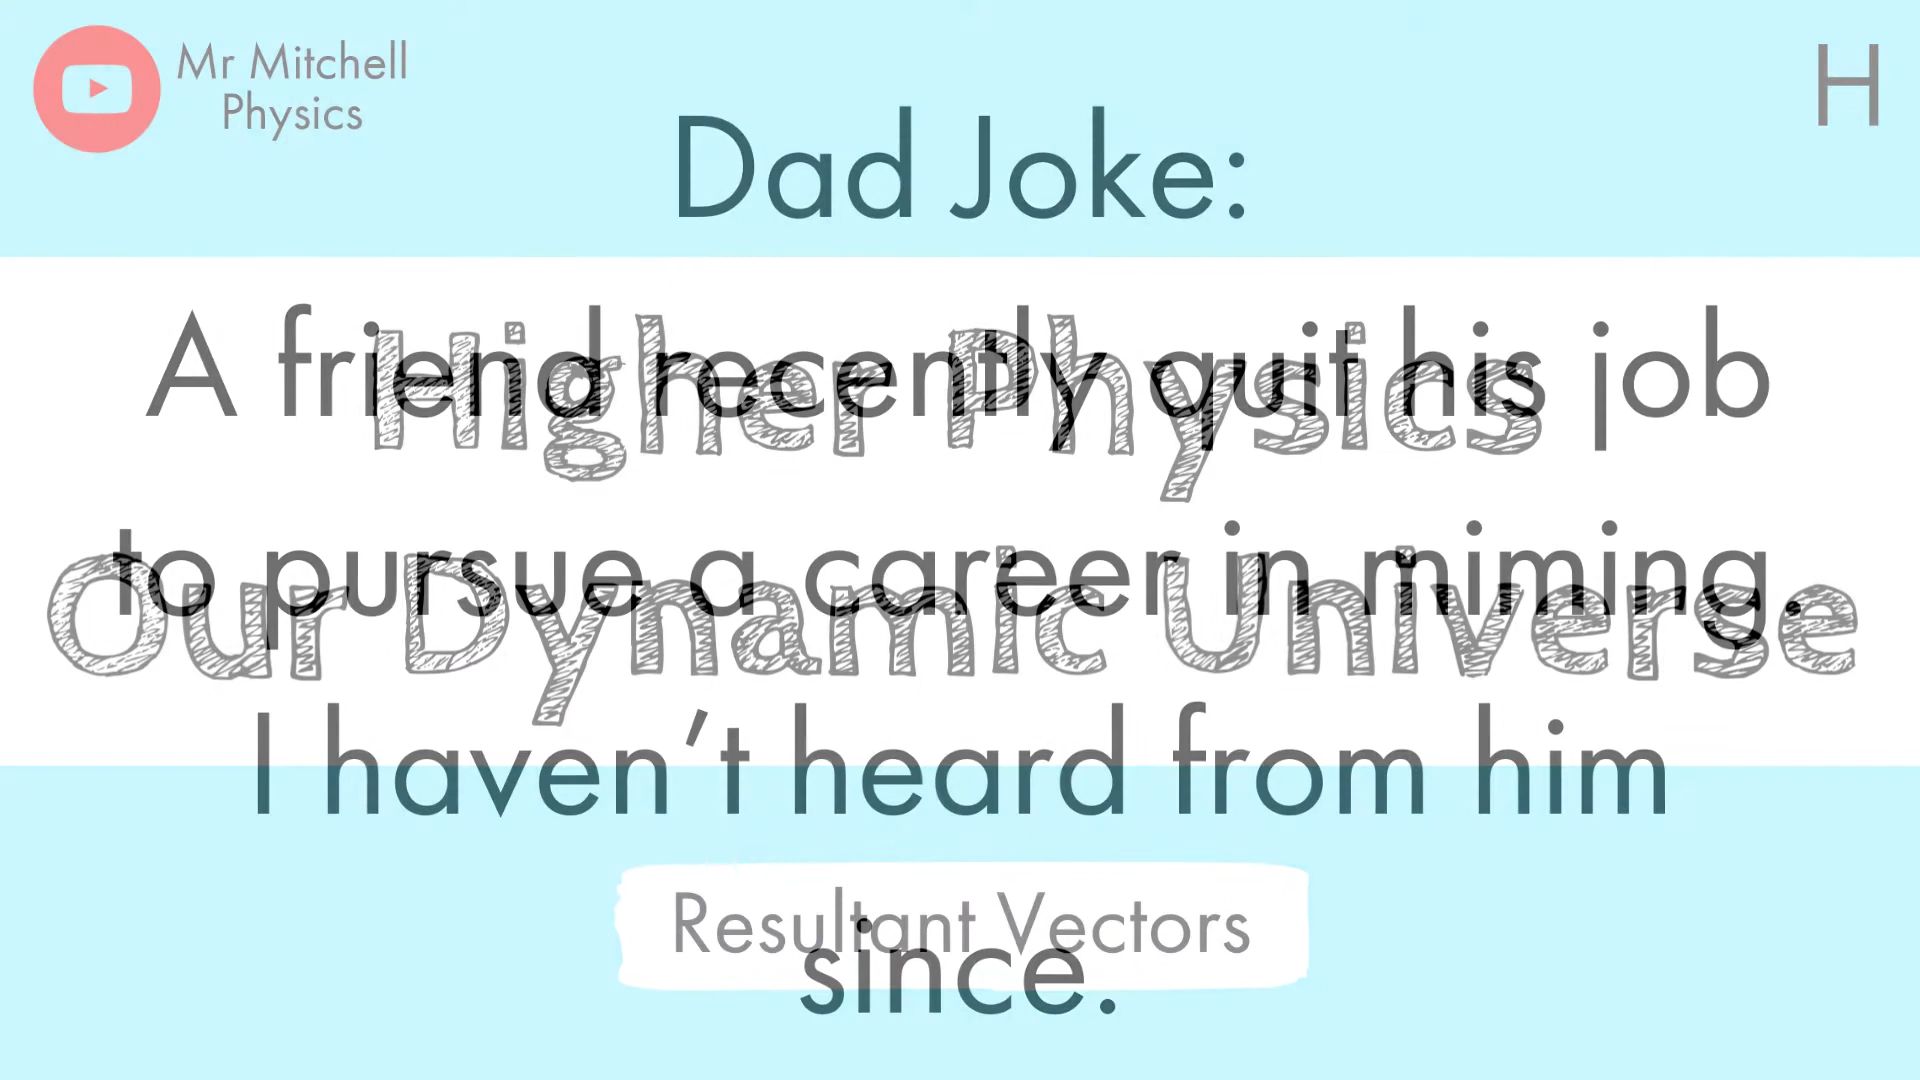 Mr Mitchell
Physics
H
Dad Joke:
A friend recently quit his job
Higher Physics
to pursue a career in miming.
Our Dynamic Universe
I haven't heard from him
Resultant Vectors
since.